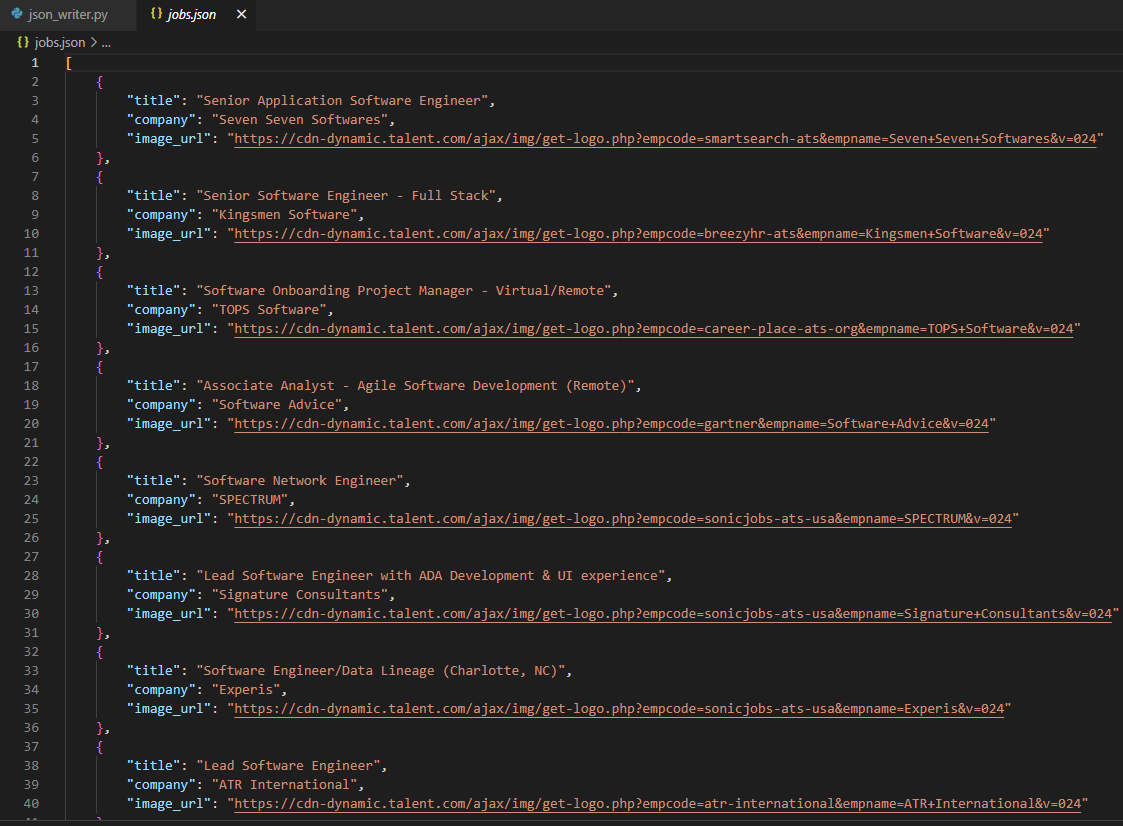 json_writer.py {} jobs.json ×
{} jobs.json > ...
1 [
2 {
3 "title": "Senior Application Software Engineer",
4 "company": "Seven Seven Softwares",
5 "image_url": "https://cdn-dynamic.talent.com/ajax/img/get-logo.php?empcode=smartsearch-ats&empname=Seven+Seven+Softwares&v=024"
6 },
7 {
8 "title": "Senior Software Engineer - Full Stack",
9 "company": "Kingsmen Software",
10 "image_url": "https://cdn-dynamic.talent.com/ajax/img/get-logo.php?empcode=breezyhr-ats&empname=Kingsmen+Software&v=024"
11 },
12 {
13 "title": "Software Onboarding Project Manager - Virtual/Remote",
14 "company": "TOPS Software",
15 "image_url": "https://cdn-dynamic.talent.com/ajax/img/get-logo.php?empcode=career-place-ats-org&empname=TOPS+Software&v=024"
16 },
17 {
18 "title": "Associate Analyst - Agile Software Development (Remote)",
19 "company": "Software Advice",
20 "image_url": "https://cdn-dynamic.talent.com/ajax/img/get-logo.php?empcode=gartner&empname=Software+Advice&v=024"
21 },
22 {
23 "title": "Software Network Engineer",
24 "company": "SPECTRUM",
25 "image_url": "https://cdn-dynamic.talent.com/ajax/img/get-logo.php?empcode=sonicjobs-ats-usa&empname=SPECTRUM&v=024"
26 },
27 {
28 "title": "Lead Software Engineer with ADA Development & UI experience",
29 "company": "Signature Consultants",
30 "image_url": "https://cdn-dynamic.talent.com/ajax/img/get-logo.php?empcode=sonicjobs-ats-usa&empname=Signature+Consultants&v=024"
31 },
32 {
33 "title": "Software Engineer/Data Lineage (Charlotte, NC)",
34 "company": "Experis",
35 "image_url": "https://cdn-dynamic.talent.com/ajax/img/get-logo.php?empcode=sonicjobs-ats-usa&empname=Experis&v=024"
36 },
37 {
38 "title": "Lead Software Engineer",
39 "company": "ATR International",
40 "image_url": "https://cdn-dynamic.talent.com/ajax/img/get-logo.php?empcode=atr-international&empname=ATR+International&v=024"